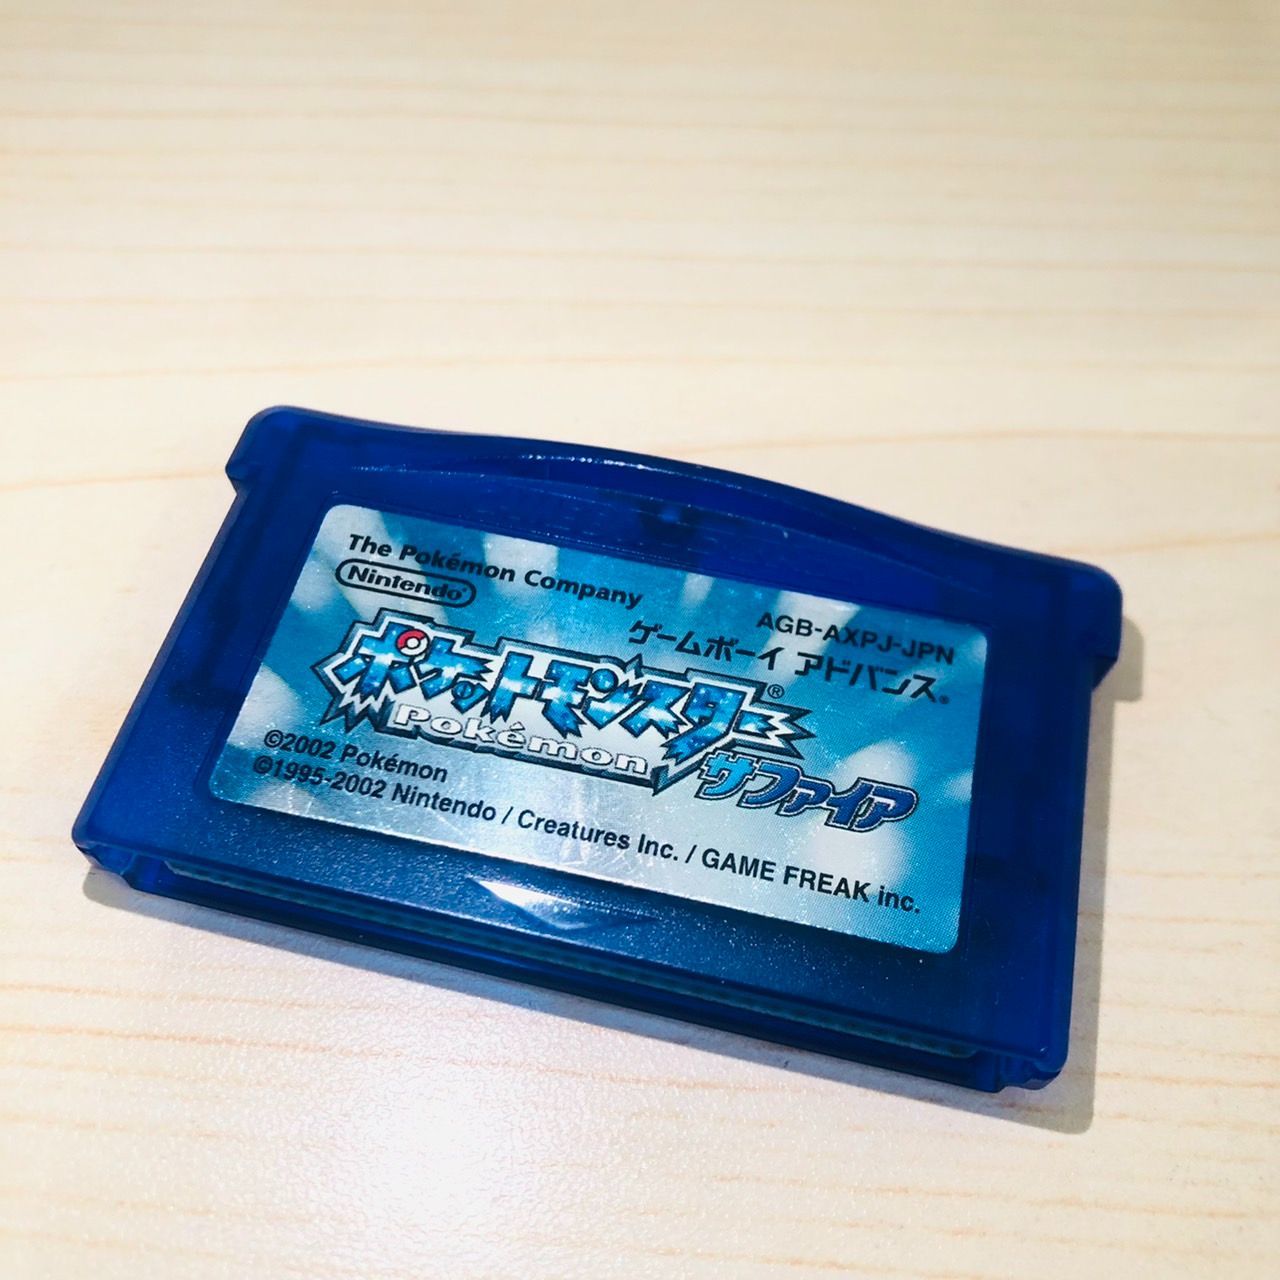 The Pokémon Company
Nintendo®
AGB-AXPJ-JPN
ゲームボーイ アドバンス®
ポケットモンスター®
Pokémon
サファイア
©2002 Pokémon
©1995-2002 Nintendo / Creatures Inc. / GAME FREAK inc.